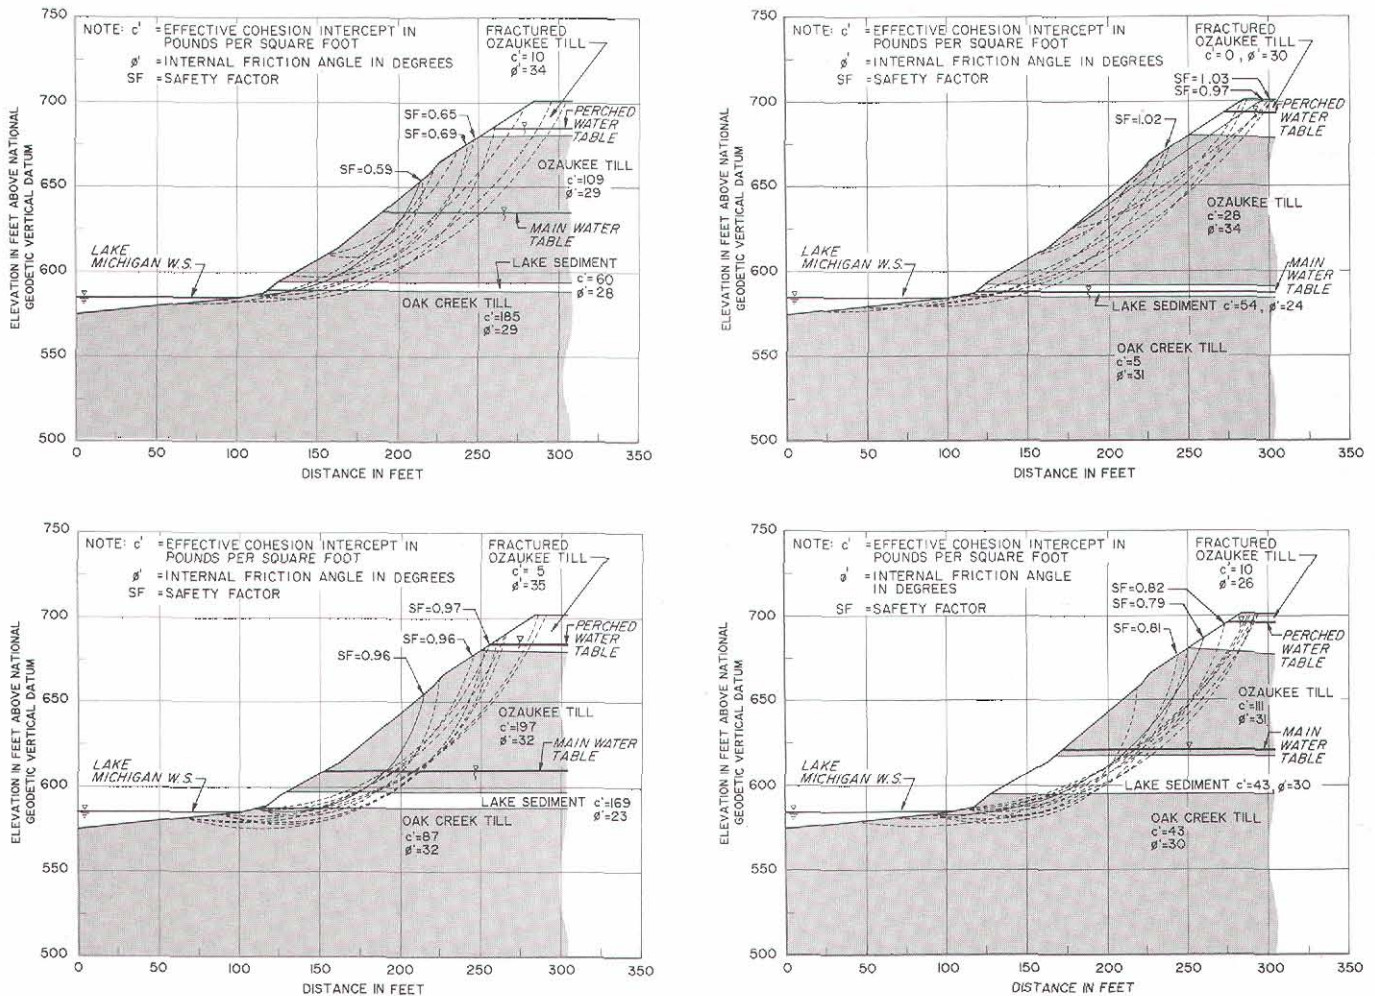 750
700
650
600
550
500
ELEVATION IN FEET ABOVE NATIONAL
GEODETIC VERTICAL DATUM
NOTE: c' = EFFECTIVE COHESION INTERCEPT IN
POUNDS PER SQUARE FOOT
ø' = INTERNAL FRICTION ANGLE IN DEGREES
SF = SAFETY FACTOR
FRACTURED
OZAUKEE TILL
c'=10
ø'=34
SF=0.65
SF=0.69
SF=0.59
PERCHED
WATER
TABLE
OZAUKEE TILL
c'=109
ø'=29
MAIN WATER
TABLE
LAKE
MICHIGAN W.S.
LAKE SEDIMENT
c'=60
ø'=28
OAK CREEK TILL
c'=185
ø'=29
0 50 100 150 200 250 300 350
DISTANCE IN FEET
750
700
650
600
550
500
ELEVATION IN FEET ABOVE NATIONAL
GEODETIC VERTICAL DATUM
NOTE: c' = EFFECTIVE COHESION INTERCEPT IN
POUNDS PER SQUARE FOOT
ø' = INTERNAL FRICTION ANGLE IN DEGREES
SF = SAFETY FACTOR
FRACTURED
OZAUKEE TILL
c'=0, ø'=30
SF=1.03
SF=0.97
SF=1.02
PERCHED
WATER
TABLE
OZAUKEE TILL
c'=28
ø'=34
LAKE
MICHIGAN W.S.
MAIN
WATER
TABLE
LAKE SEDIMENT c'=54, ø'=24
OAK CREEK TILL
c'=5
ø'=31
0 50 100 150 200 250 300 350
DISTANCE IN FEET
750
700
650
600
550
500
ELEVATION IN FEET ABOVE NATIONAL
GEODETIC VERTICAL DATUM
NOTE: c' = EFFECTIVE COHESION INTERCEPT IN
POUNDS PER SQUARE FOOT
ø' = INTERNAL FRICTION ANGLE IN DEGREES
SF = SAFETY FACTOR
FRACTURED
OZAUKEE TILL
c'= 5
ø'=35
SF=0.97
SF=0.96
SF=0.96
PERCHED
WATER
TABLE
OZAUKEE TILL
c'=197
ø'=32
MAIN WATER
TABLE
LAKE
MICHIGAN W.S.
LAKE SEDIMENT c'=169
ø'=23
OAK CREEK TILL
c'=87
ø'=32
0 50 100 150 200 250 300 350
DISTANCE IN FEET
750
700
650
600
550
500
ELEVATION IN FEET ABOVE NATIONAL
GEODETIC VERTICAL DATUM
NOTE: c' = EFFECTIVE COHESION INTERCEPT IN
POUNDS PER SQUARE FOOT
ø' = INTERNAL FRICTION ANGLE
IN DEGREES
SF = SAFETY FACTOR
FRACTURED
OZAUKEE TILL
c'=10
ø'=26
SF=0.82
SF=0.79
SF=0.81
PERCHED
WATER
TABLE
OZAUKEE TILL
c'=111
ø'=31
MAIN
WATER
TABLE
LAKE
MICHIGAN W.S.
LAKE SEDIMENT c'=43, ø=30
OAK CREEK TILL
c'=43
ø'=30
0 50 100 150 200 250 300 350
DISTANCE IN FEET